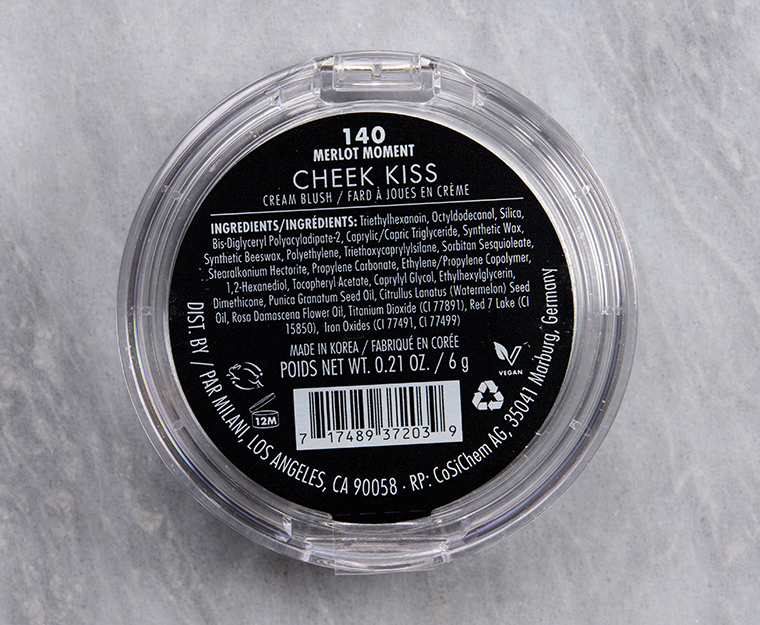 140
MERLOT MOMENT
CHEEK KISS
CREAM BLUSH / FARD À JOUES EN CRÈME
INGREDIENTS/INGRÉDIENTS: Triethylhexanoin, Octyldodecanol, Silica,
Bis-Diglyceryl Polyacyladipate-2, Caprylic/Capric Triglyceride, Synthetic Wax,
Synthetic Beeswax, Polyethylene, Triethoxycaprylylsilane, Sorbitan Sesquioleate,
Stearalkonium Hectorite, Propylene Carbonate, Ethylene/Propylene Copolymer,
1,2-Hexanediol, Tocopheryl Acetate, Caprylyl Glycol, Ethylhexylglycerin,
Dimethicone, Punica Granatum Seed Oil, Citrullus Lanatus (Watermelon) Seed
Oil, Rosa Damascena Flower Oil, Titanium Dioxide (CI 77891), Red 7 Lake (CI
15850), Iron Oxides (CI 77491, CI 77499)
MADE IN KOREA / FABRIQUÉ EN CORÉE
POIDS NET WT. 0.21 OZ. / 6 g
VEGAN
12M
7 17489 37203 9
DIST. BY / PAR MILANI, LOS ANGELES, CA 90058 · RP: CoSiChem AG, 35041 Marburg, Germany